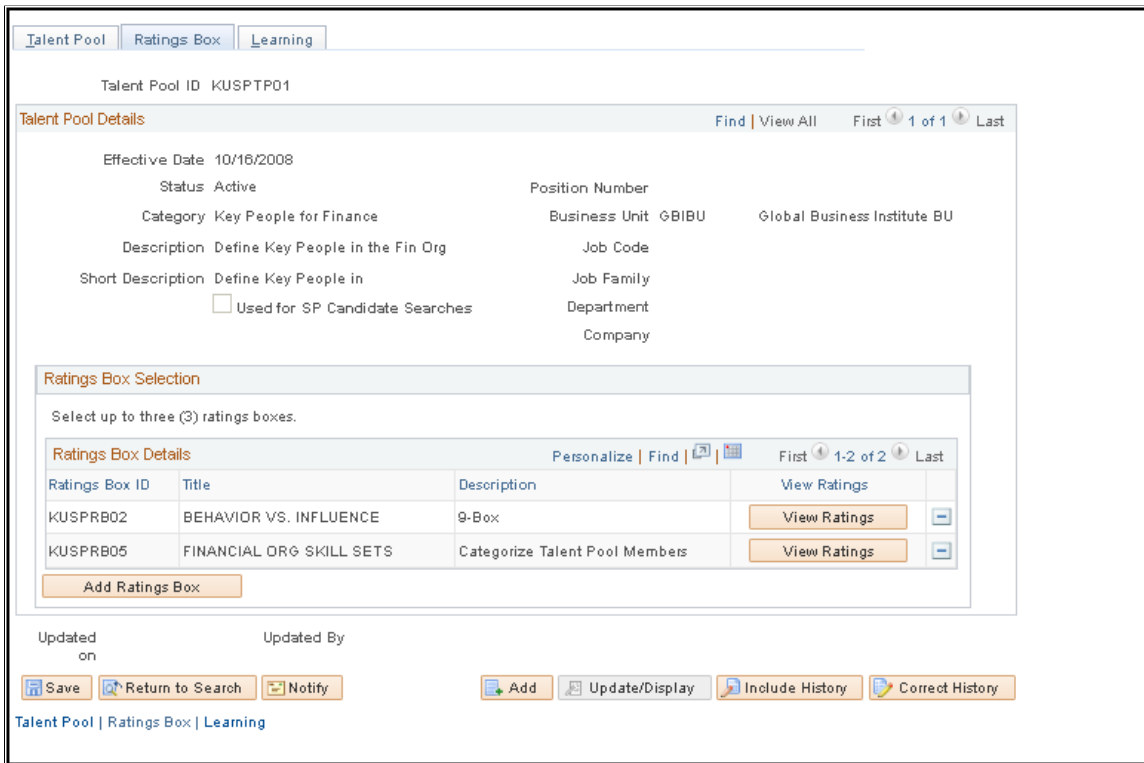 Talent Pool Ratings Box Learning
Talent Pool ID KUSPTP01
Talent Pool Details Find | View All First 1 of 1 Last
Effective Date 10/16/2008
Status Active Position Number
Category Key People for Finance Business Unit GBIBU Global Business Institute BU
Description Define Key People in the Fin Org Job Code
Short Description Define Key People in Job Family
Used for SP Candidate Searches Department
Company
Ratings Box Selection
Select up to three (3) ratings boxes.
Ratings Box Details Personalize | Find | | First 1-2 of 2 Last
Ratings Box ID Title Description View Ratings
KUSPRB02 BEHAVIOR VS. INFLUENCE 9-Box View Ratings
KUSPRB05 FINANCIAL ORG SKILL SETS Categorize Talent Pool Members View Ratings
Add Ratings Box
Updated on Updated By
Save Return to Search Notify Add Update/Display Include History Correct History
Talent Pool | Ratings Box | Learning